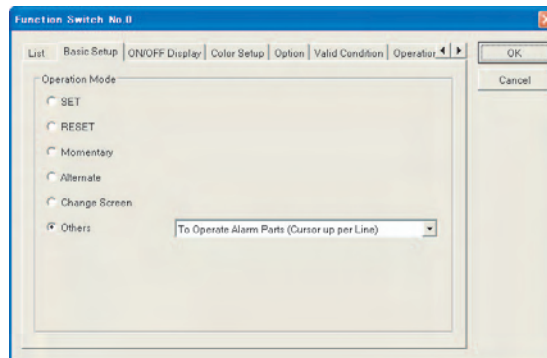 Function Switch No.0
List Basic Setup ON/OFF Display Color Setup Option Valid Condition Operation
OK
Cancel
Operation Mode
SET
RESET
Momentary
Alternate
Change Screen
Others To Operate Alarm Parts (Cursor up per Line)